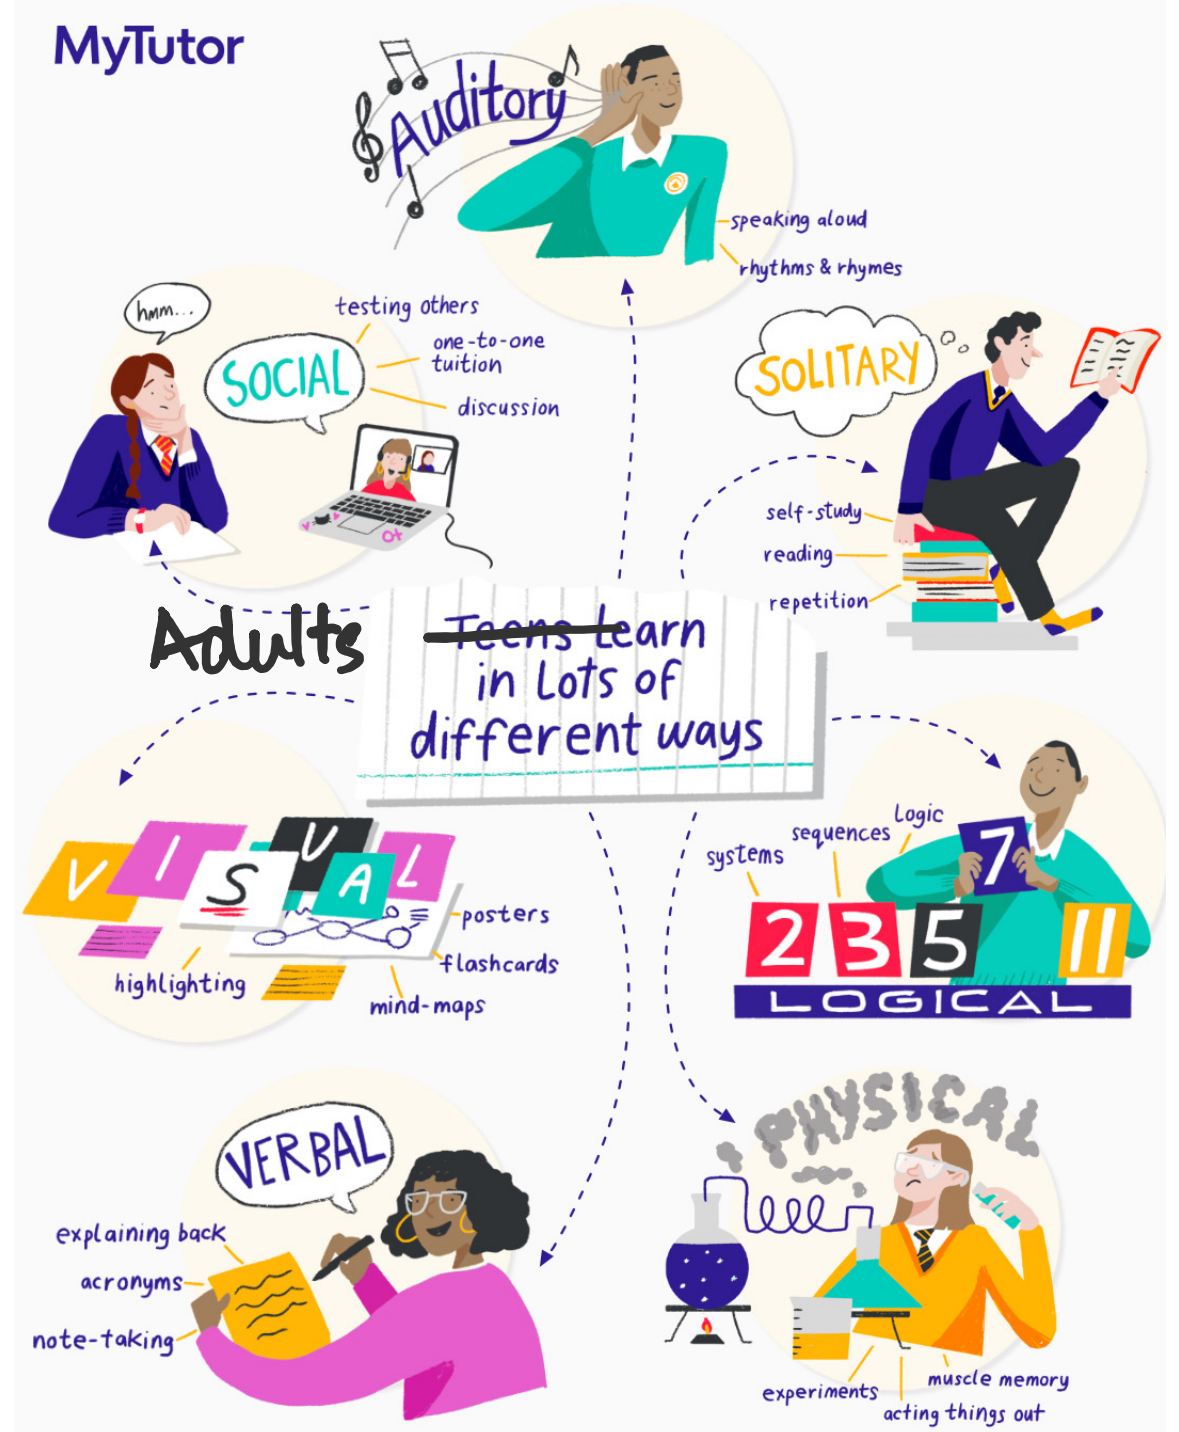 MyTutor
Auditory
speaking aloud
rhythms & rhymes
hmm...
SOCIAL
testing others
one-to-one
tuition
discussion
SOLITARY
self-study
reading
repetition
Adults
Teens learn
in lots of
different ways
VISUAL
highlighting
posters
flashcards
mind-maps
systems
sequences
logic
7
2 3 5 11
LOGICAL
VERBAL
explaining back
acronyms
note-taking
PHYSICAL
experiments
muscle memory
acting things out